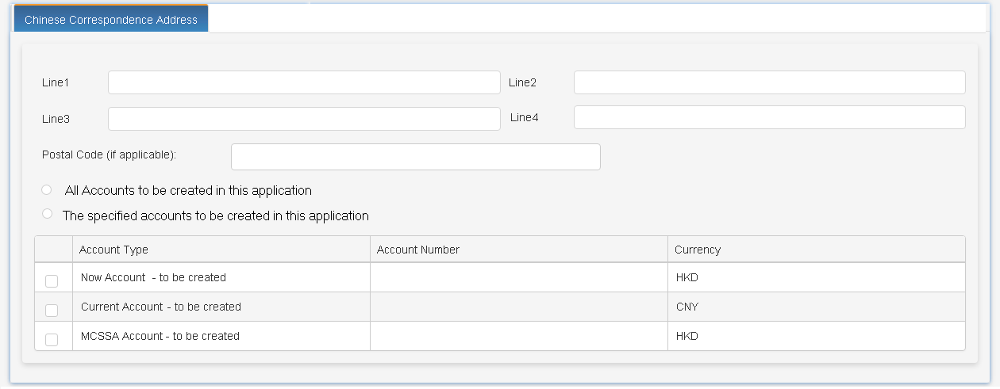 Chinese Correspondence Address
Line1 Line2
Line3 Line4
Postal Code (if applicable):
All Accounts to be created in this application
The specified accounts to be created in this application
Account Type Account Number Currency
Now Account - to be created HKD
Current Account - to be created CNY
MCSSA Account - to be created HKD